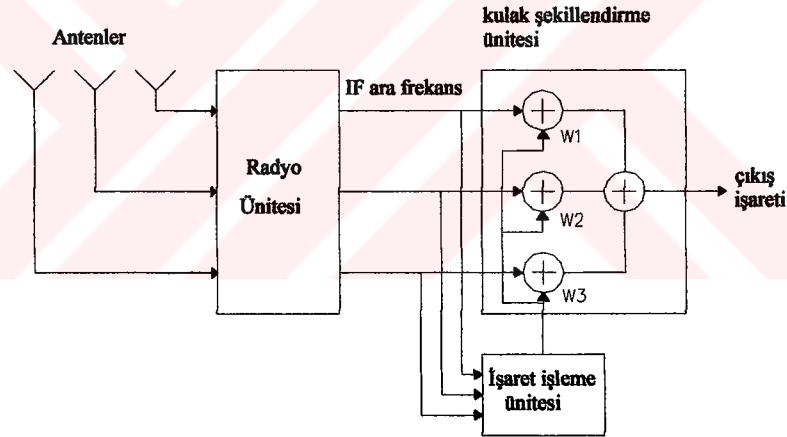 kulak şekillendirme
ünitesi
Antenler
IF ara frekans
Radyo
Ünitesi
W1
W2
W3
çıkış
işareti
İşaret işleme
ünitesi